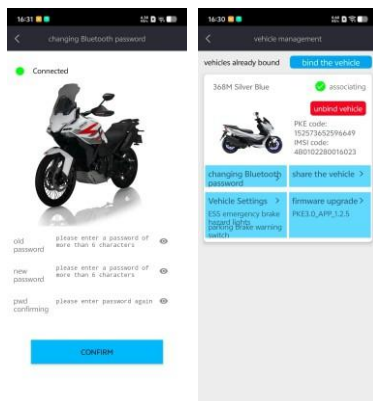 16:31
changing Bluetooth password
Connected
old password
please enter a password of more than 6 characters
new password
please enter a password of more than 6 characters
pwd confirming
please enter password again
CONFIRM
16:30
vehicle management
vehicles already bound
bind the vehicle
368M Silver Blue
associating
unbind vehicle
PKE code:
152573652596649
IMSI code:
480102280016023
changing Bluetooth password
share the vehicle >
Vehicle Settings >
ESS emergency brake
hazard lights
parking brake warning
switch
firmware upgrade >
PKE3.0_APP_1.2.5